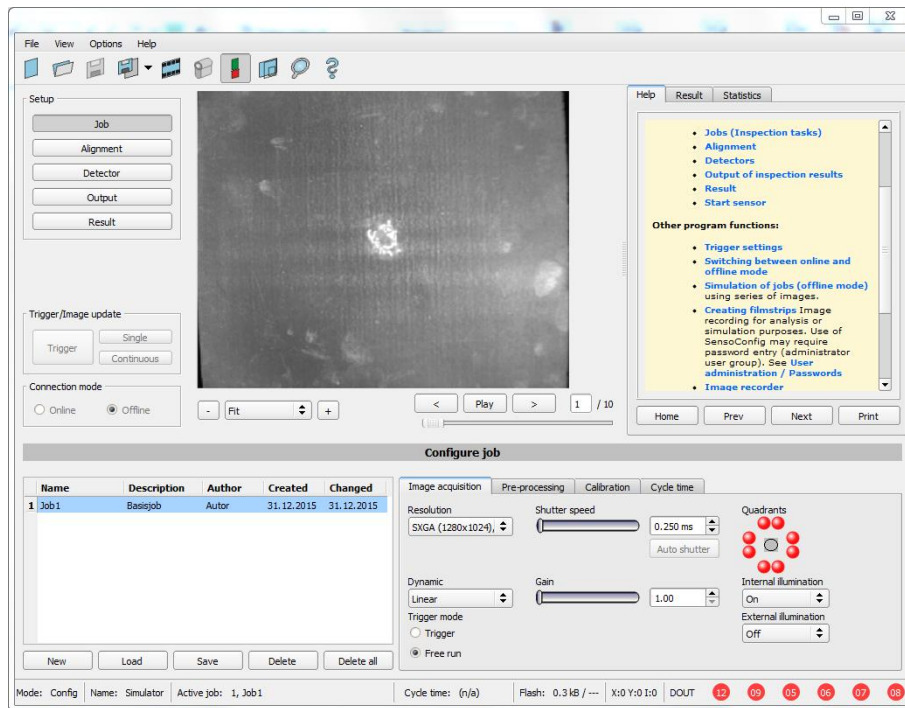 File View Options Help
Setup
Job
Alignment
Detector
Output
Result
Trigger/Image update
Trigger
Single
Continuous
Connection mode
Online Offline
- Fit +
< Play > 1 / 10
Help Result Statistics
• Jobs (Inspection tasks)
• Alignment
• Detectors
• Output of inspection results
• Result
• Start sensor
Other program functions:
• Trigger settings
• Switching between online and
offline mode
• Simulation of jobs (offline mode)
using series of images.
• Creating filmstrips Image
recording for analysis or
simulation purposes. Use of
SensoConfig may require
password entry (administrator
user group). See User
administration / Passwords
• Image recorder
Home Prev Next Print
Configure job
Name Description Author Created Changed
1 Job1 Basisjob Autor 31.12.2015 31.12.2015
New Load Save Delete Delete all
Image acquisition Pre-processing Calibration Cycle time
Resolution Shutter speed Quadrants
SXGA (1280x1024), 0.250 ms
Auto shutter
Dynamic Gain Internal illumination
Linear 1.00 On
Trigger mode External illumination
Trigger Off
Free run
Mode: Config Name: Simulator Active job: 1, Job1 Cycle time: (n/a) Flash: 0.3 kB / --- X:0 Y:0 I:0 DOUT 12 09 05 06 07 08